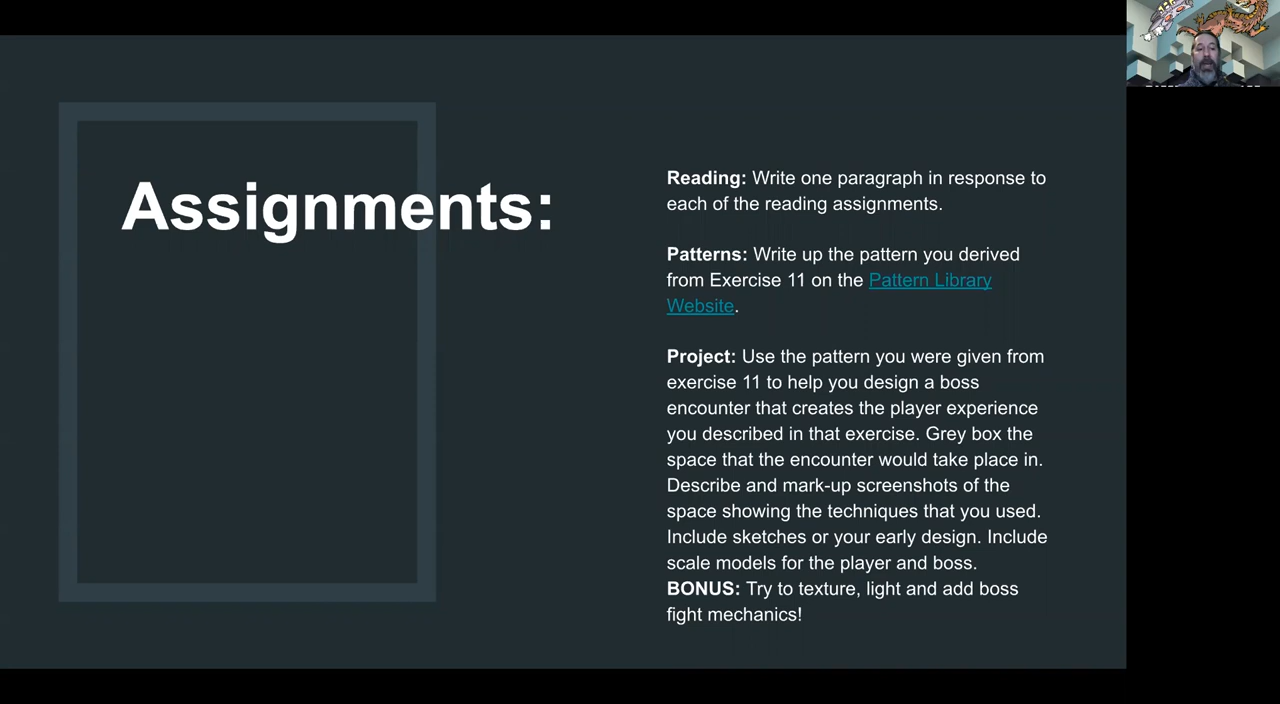 Assignments:
Reading: Write one paragraph in response to
each of the reading assignments.
Patterns: Write up the pattern you derived
from Exercise 11 on the Pattern Library
Website.
Project: Use the pattern you were given from
exercise 11 to help you design a boss
encounter that creates the player experience
you described in that exercise. Grey box the
space that the encounter would take place in.
Describe and mark-up screenshots of the
space showing the techniques that you used.
Include sketches or your early design. Include
scale models for the player and boss.
BONUS: Try to texture, light and add boss
fight mechanics!